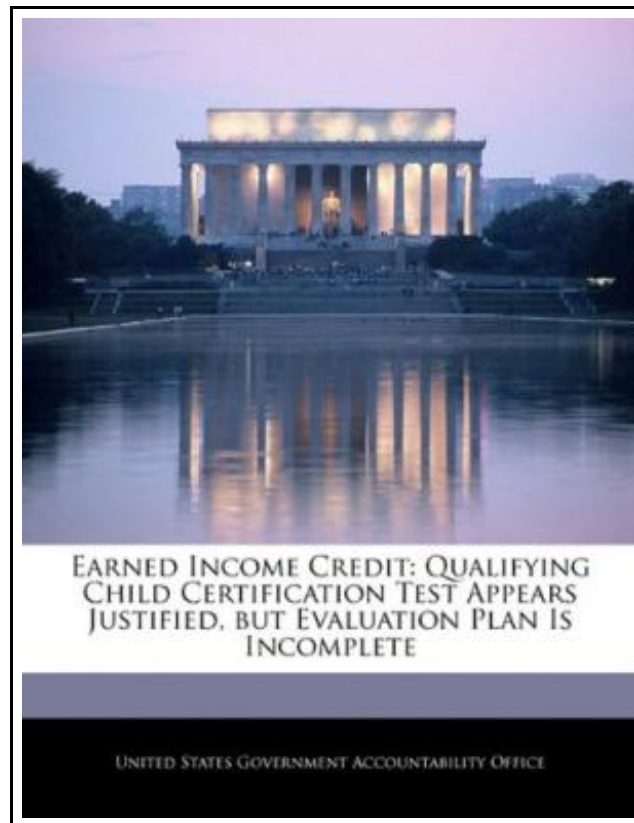 Earned Income Credit: Qualifying
Child Certification Test Appears
Justified, but Evaluation Plan Is
Incomplete
United States Government Accountability Office